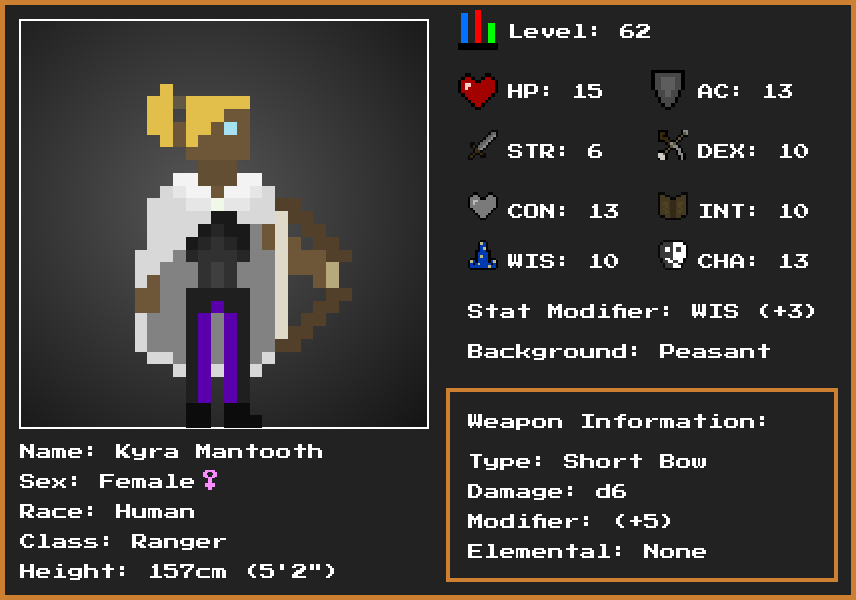 Level: 62
HP: 15 AC: 13
STR: 6 DEX: 10
CON: 13 INT: 10
WIS: 10 CHA: 13
Stat Modifier: WIS (+3)
Background: Peasant
Weapon Information:
Type: Short Bow
Damage: d6
Modifier: (+5)
Elemental: None
Name: Kyra Mantooth
Sex: Female♀
Race: Human
Class: Ranger
Height: 157cm (5'2")